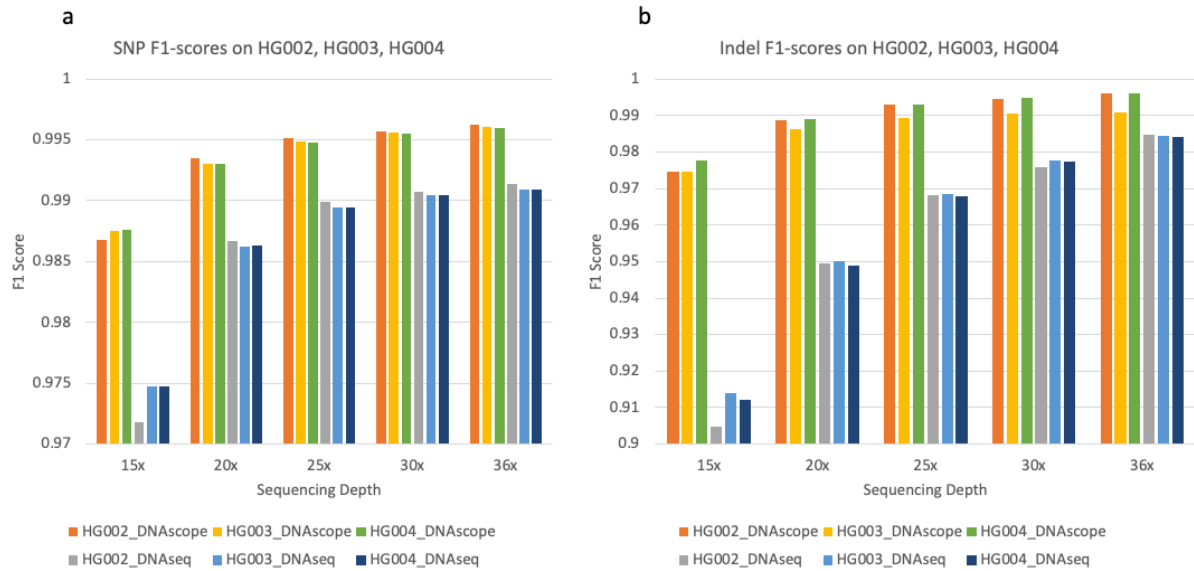 a
SNP F1-scores on HG002, HG003, HG004
1
0.995
0.99
0.985
0.98
0.975
0.97
F1 Score
15x 20x 25x 30x 36x
Sequencing Depth
HG002_DNAscope HG003_DNAscope HG004_DNAscope
HG002_DNAseq HG003_DNAseq HG004_DNAseq
b
Indel F1-scores on HG002, HG003, HG004
1
0.99
0.98
0.97
0.96
0.95
0.94
0.93
0.92
0.91
0.9
F1 Score
15x 20x 25x 30x 36x
Sequencing Depth
HG002_DNAscope HG003_DNAscope HG004_DNAscope
HG002_DNAseq HG003_DNAseq HG004_DNAseq